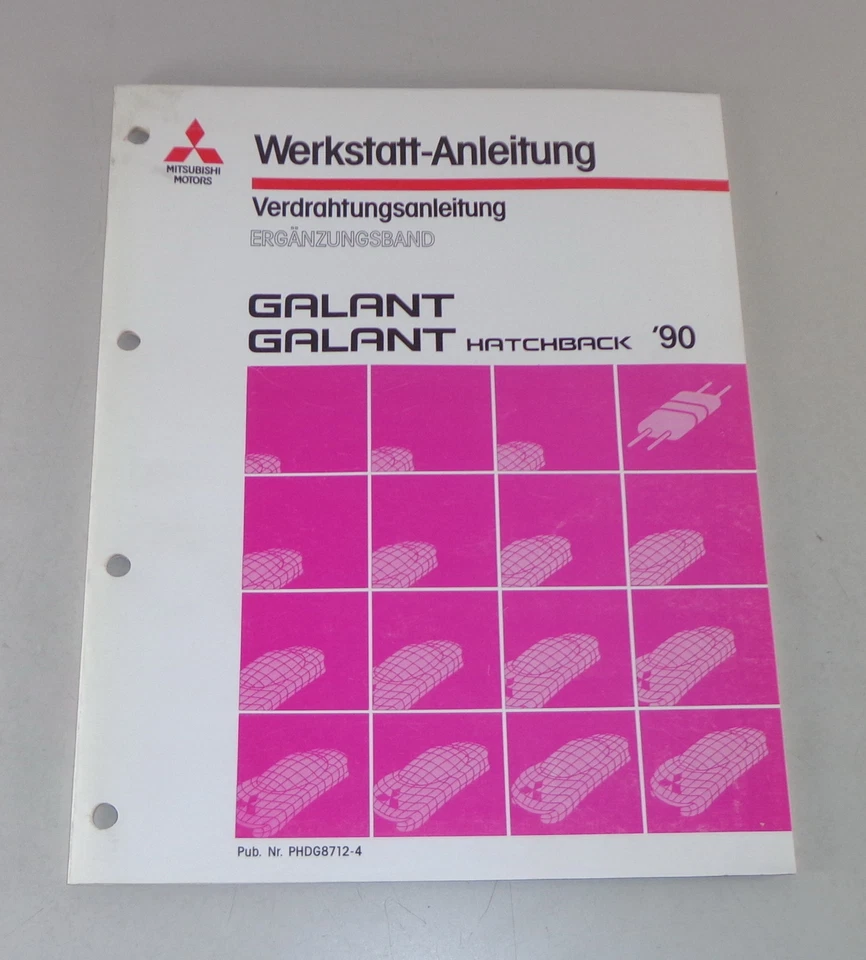 MITSUBISHI
MOTORS
Werkstatt-Anleitung
Verdrahtungsanleitung
ERGÄNZUNGSBAND
GALANT
GALANT HATCHBACK '90
Pub. Nr. PHDG8712-4